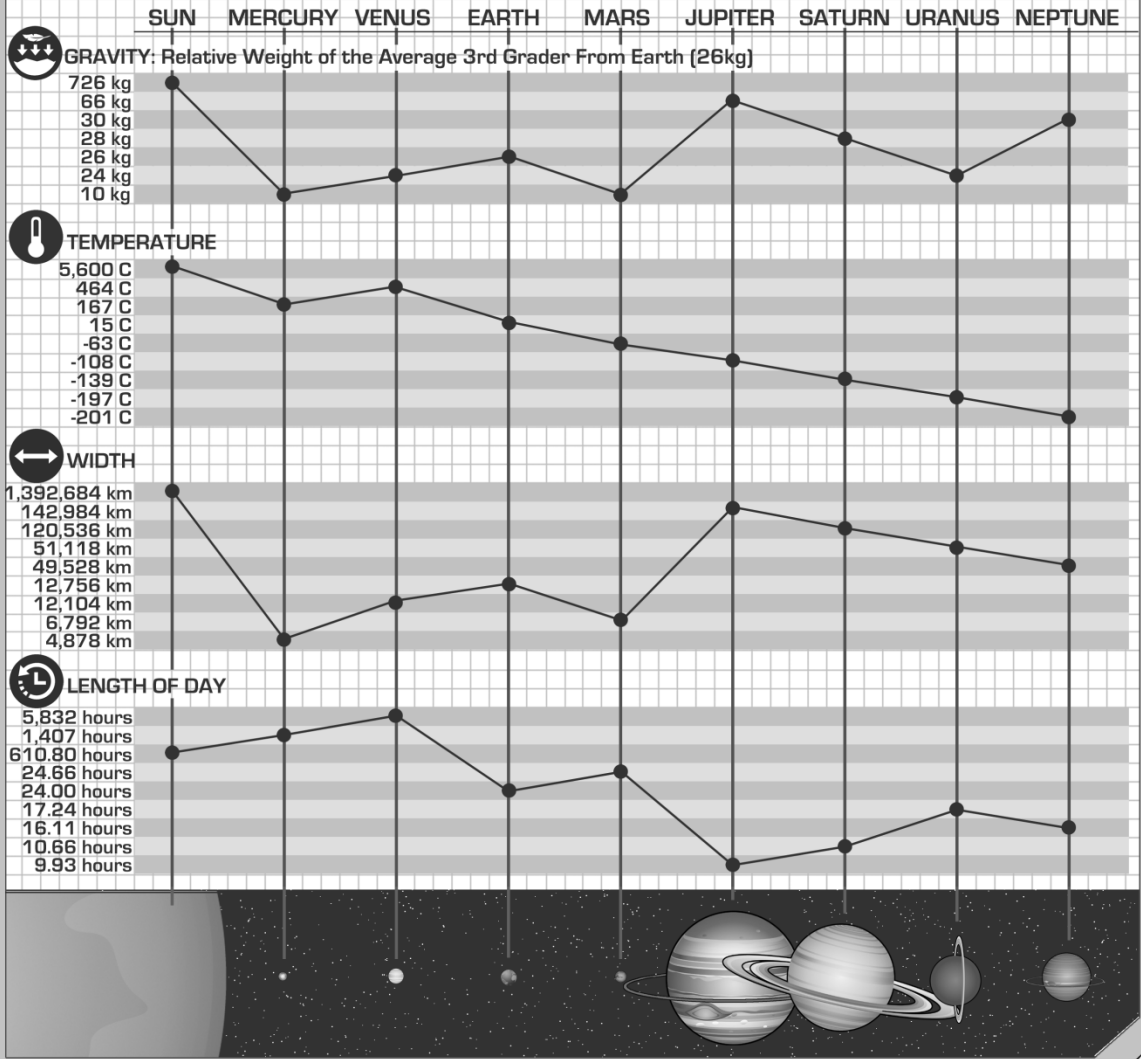 SUN MERCURY VENUS EARTH MARS JUPITER SATURN URANUS NEPTUNE
GRAVITY: Relative Weight of the Average 3rd Grader From Earth (26kg)
726 kg
66 kg
30 kg
28 kg
26 kg
24 kg
10 kg
TEMPERATURE
5,600 C
464 C
167 C
15 C
-63 C
-108 C
-139 C
-197 C
-201 C
WIDTH
1,392,684 km
142,984 km
120,536 km
51,118 km
49,528 km
12,756 km
12,104 km
6,792 km
4,878 km
LENGTH OF DAY
5,832 hours
1,407 hours
610.80 hours
24.66 hours
24.00 hours
17.24 hours
16.11 hours
10.66 hours
9.93 hours